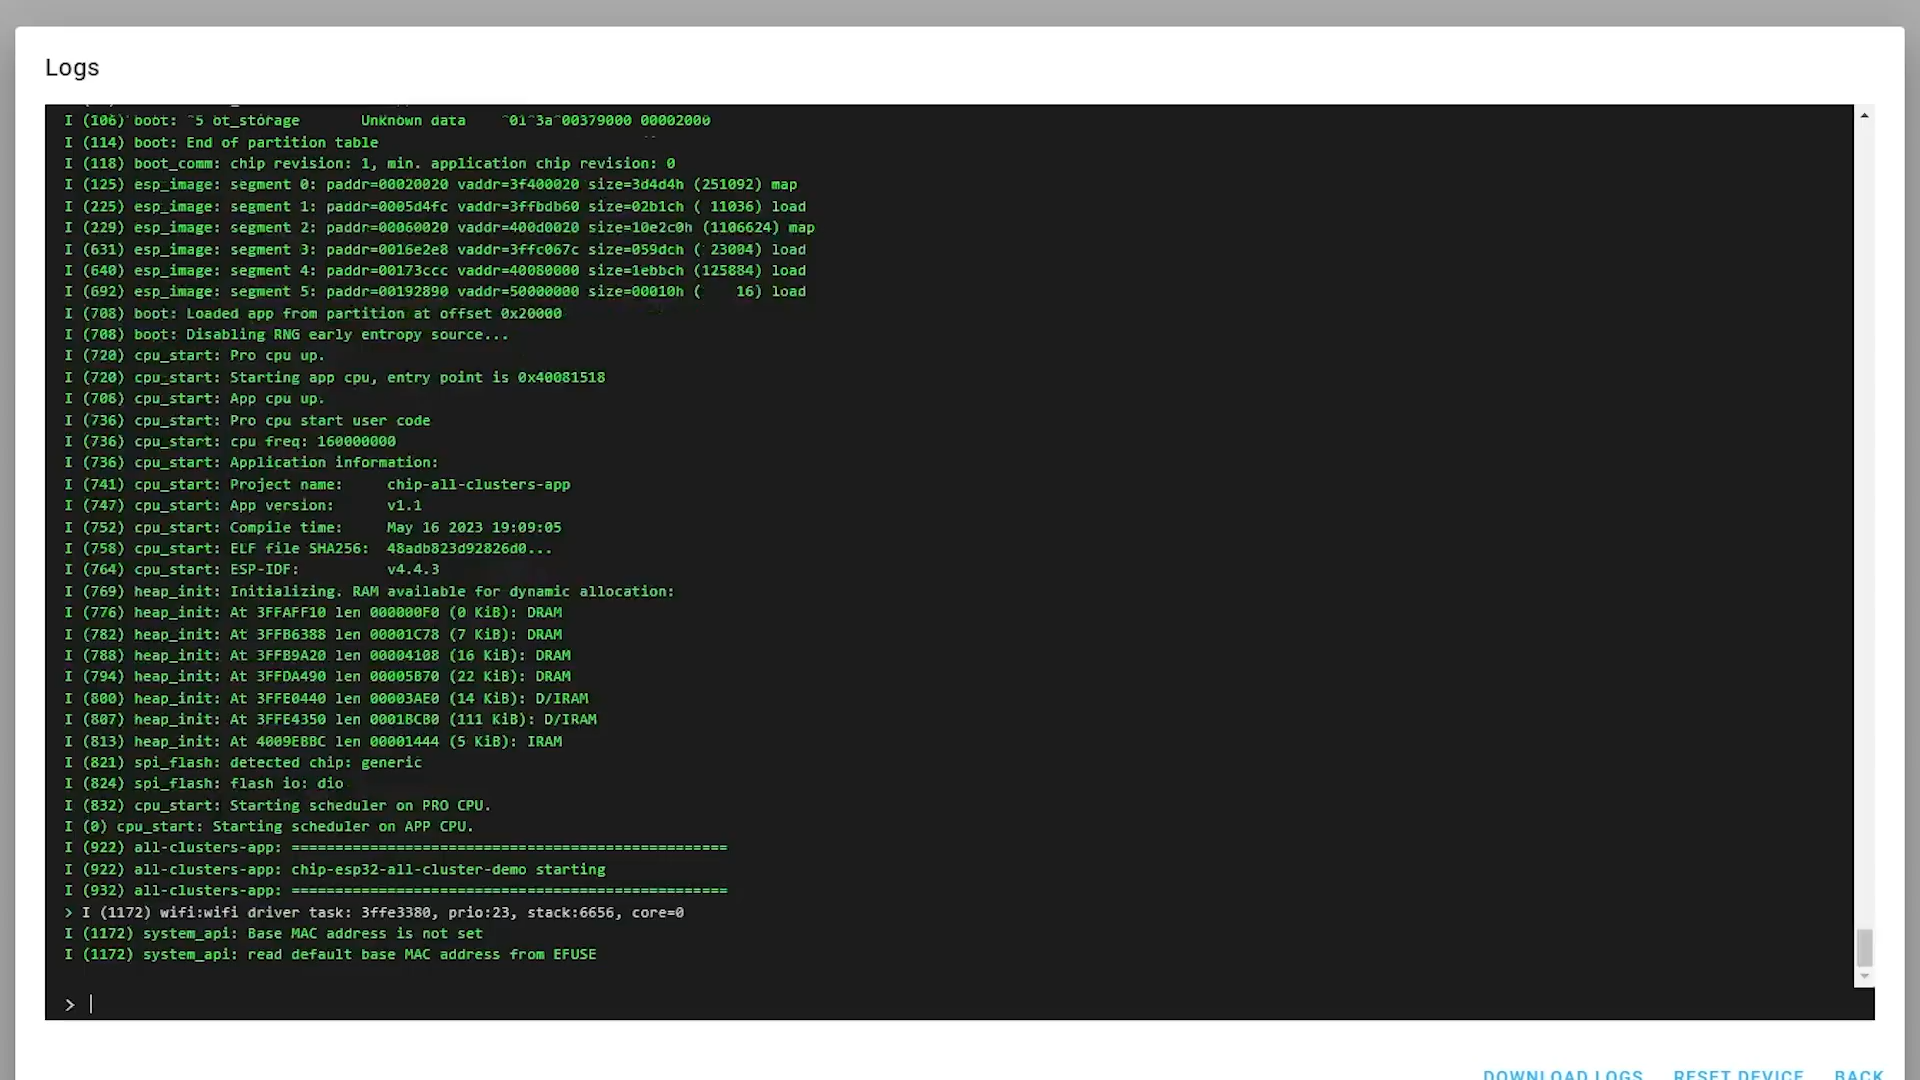 Logs
I (106) boot: 5 ot_storage       Unknown data     01 3a 00379000 00002000
I (114) boot: End of partition table
I (118) boot_comm: chip revision: 1, min. application chip revision: 0
I (125) esp_image: segment 0: paddr=00020020 vaddr=3f400020 size=3d4d4h (251092) map
I (225) esp_image: segment 1: paddr=0005d4fc vaddr=3ffbdb60 size=02b1ch ( 11036) load
I (229) esp_image: segment 2: paddr=00060020 vaddr=400d0020 size=10e2c0h (1106624) map
I (631) esp_image: segment 3: paddr=0016e2e8 vaddr=3ffc067c size=059dch ( 23004) load
I (640) esp_image: segment 4: paddr=00173ccc vaddr=40080000 size=1ebbch (125884) load
I (692) esp_image: segment 5: paddr=00192890 vaddr=50000000 size=00010h (    16) load
I (708) boot: Loaded app from partition at offset 0x20000
I (708) boot: Disabling RNG early entropy source...
I (720) cpu_start: Pro cpu up.
I (720) cpu_start: Starting app cpu, entry point is 0x40081518
I (708) cpu_start: App cpu up.
I (736) cpu_start: Pro cpu start user code
I (736) cpu_start: cpu freq: 160000000
I (736) cpu_start: Application information:
I (741) cpu_start: Project name:     chip-all-clusters-app
I (747) cpu_start: App version:      v1.1
I (752) cpu_start: Compile time:     May 16 2023 19:09:05
I (758) cpu_start: ELF file SHA256:  48adb823d92826d0...
I (764) cpu_start: ESP-IDF:          v4.4.3
I (769) heap_init: Initializing. RAM available for dynamic allocation:
I (776) heap_init: At 3FFAFF10 len 000000F0 (0 KiB): DRAM
I (782) heap_init: At 3FFB6388 len 00001C78 (7 KiB): DRAM
I (788) heap_init: At 3FFB9A20 len 00004108 (16 KiB): DRAM
I (794) heap_init: At 3FFDA490 len 00005B70 (22 KiB): DRAM
I (800) heap_init: At 3FFE0440 len 00003AE0 (14 KiB): D/IRAM
I (807) heap_init: At 3FFE4350 len 0001BCB0 (111 KiB): D/IRAM
I (813) heap_init: At 4009EBBC len 00001444 (5 KiB): IRAM
I (821) spi_flash: detected chip: generic
I (824) spi_flash: flash io: dio
I (832) cpu_start: Starting scheduler on PRO CPU.
I (0) cpu_start: Starting scheduler on APP CPU.
I (922) all-clusters-app: ==================================================
I (922) all-clusters-app: chip-esp32-all-cluster-demo starting
I (932) all-clusters-app: ==================================================
> I (1172) wifi:wifi driver task: 3ffe3380, prio:23, stack:6656, core=0
I (1172) system_api: Base MAC address is not set
I (1172) system_api: read default base MAC address from EFUSE
>
DOWNLOAD LOGS RESET DEVICE BACK